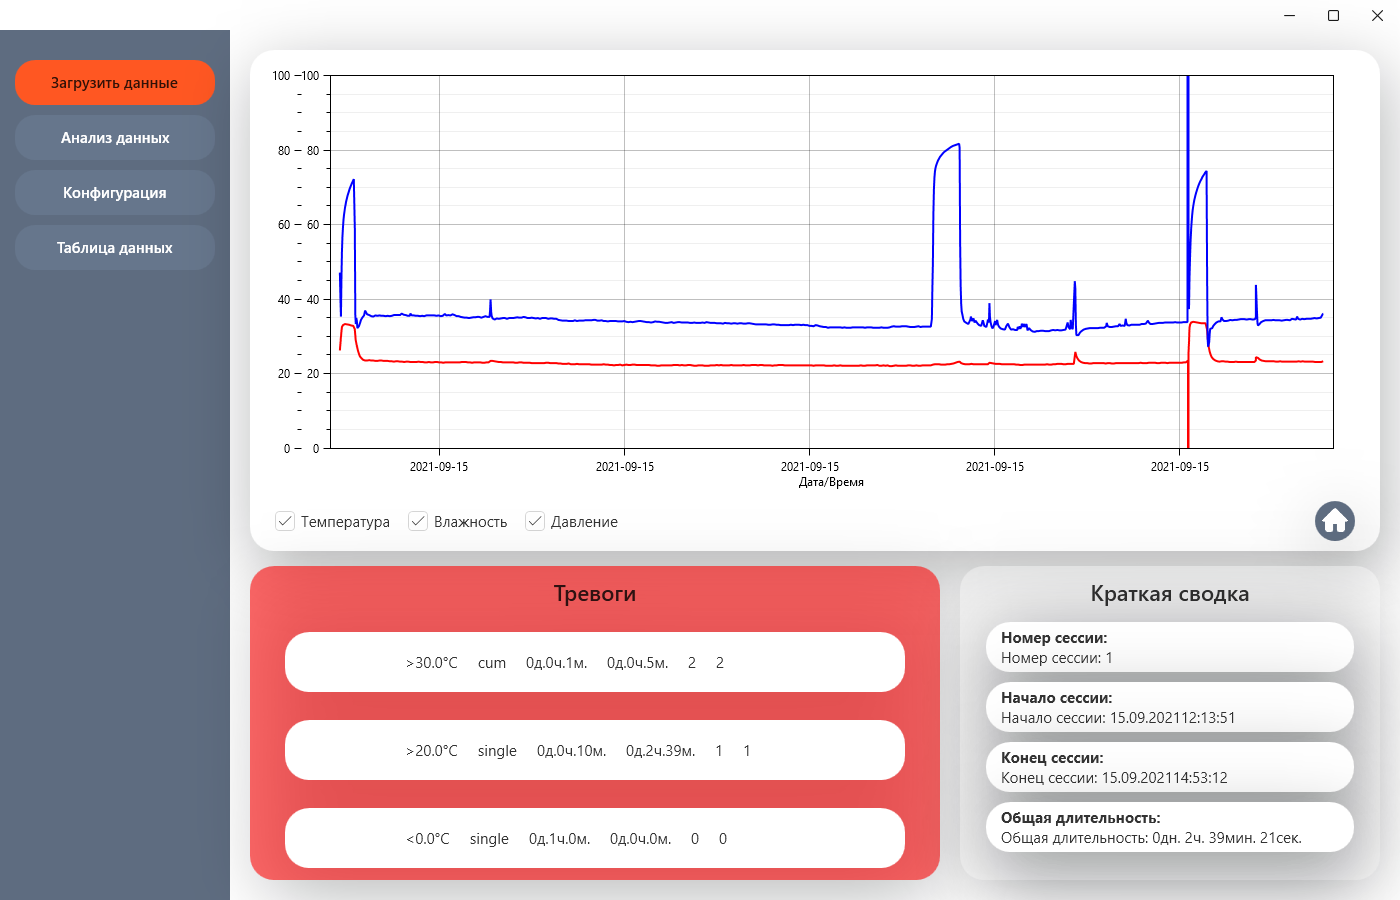 Загрузить данные
Анализ данных
Конфигурация
Таблица данных
100 100
80 80
60 60
40 40
20 20
0 0
2021-09-15 2021-09-15 2021-09-15 2021-09-15 2021-09-15
Дата/Время
Температура Влажность Давление
Тревоги
>30.0°C cum 0д.0ч.1м. 0д.0ч.5м. 2 2
>20.0°C single 0д.0ч.10м. 0д.2ч.39м. 1 1
<0.0°C single 0д.1ч.0м. 0д.0ч.0м. 0 0
Краткая сводка
Номер сессии:
Номер сессии: 1
Начало сессии:
Начало сессии: 15.09.202112:13:51
Конец сессии:
Конец сессии: 15.09.202114:53:12
Общая длительность:
Общая длительность: 0дн. 2ч. 39мин. 21сек.